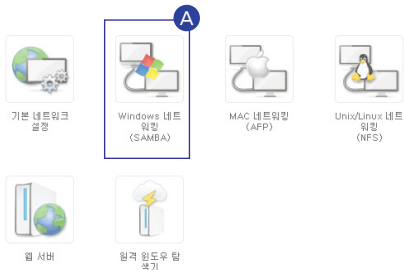 A
기본 네트워크
설정
Windows 네트
워킹
(SAMBA)
MAC 네트워킹
(AFP)
Unix/Linux 네트
워킹
(NFS)
웹 서버
원격 윈도우 탐
색기